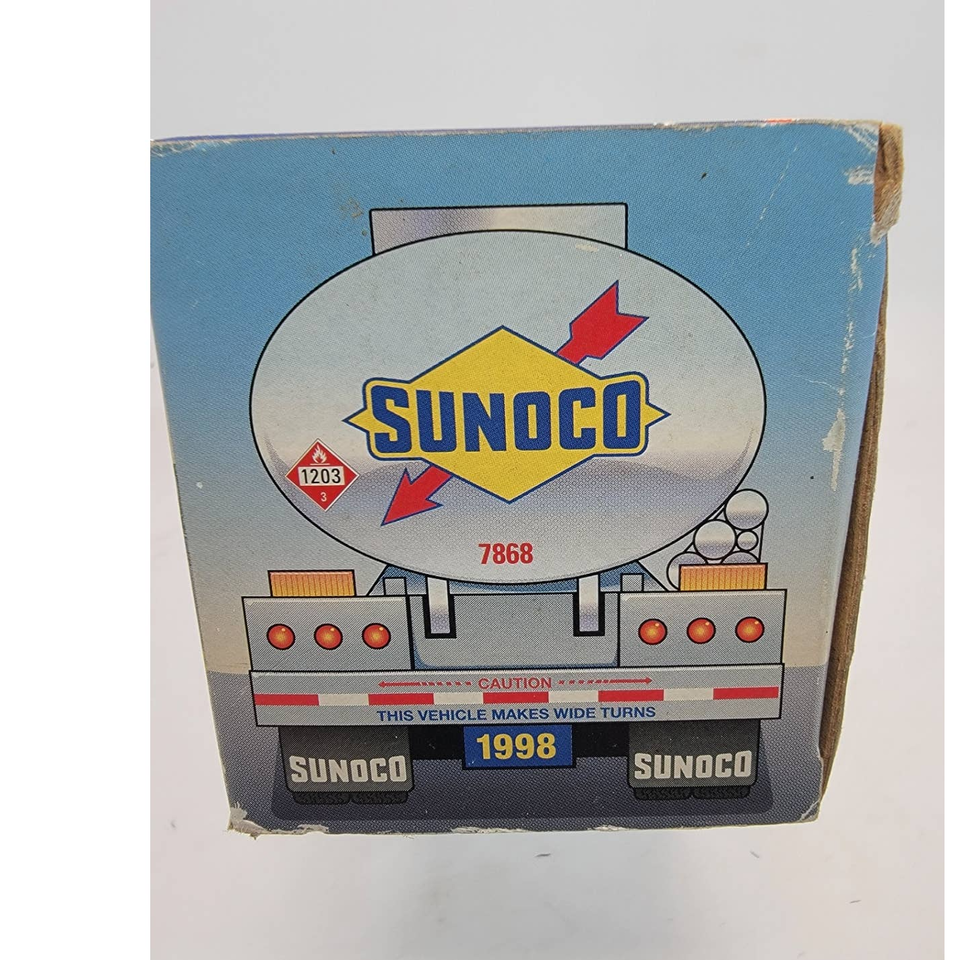 SUNOCO
1203
3
7868
CAUTION
THIS VEHICLE MAKES WIDE TURNS
1998
SUNOCO
SUNOCO